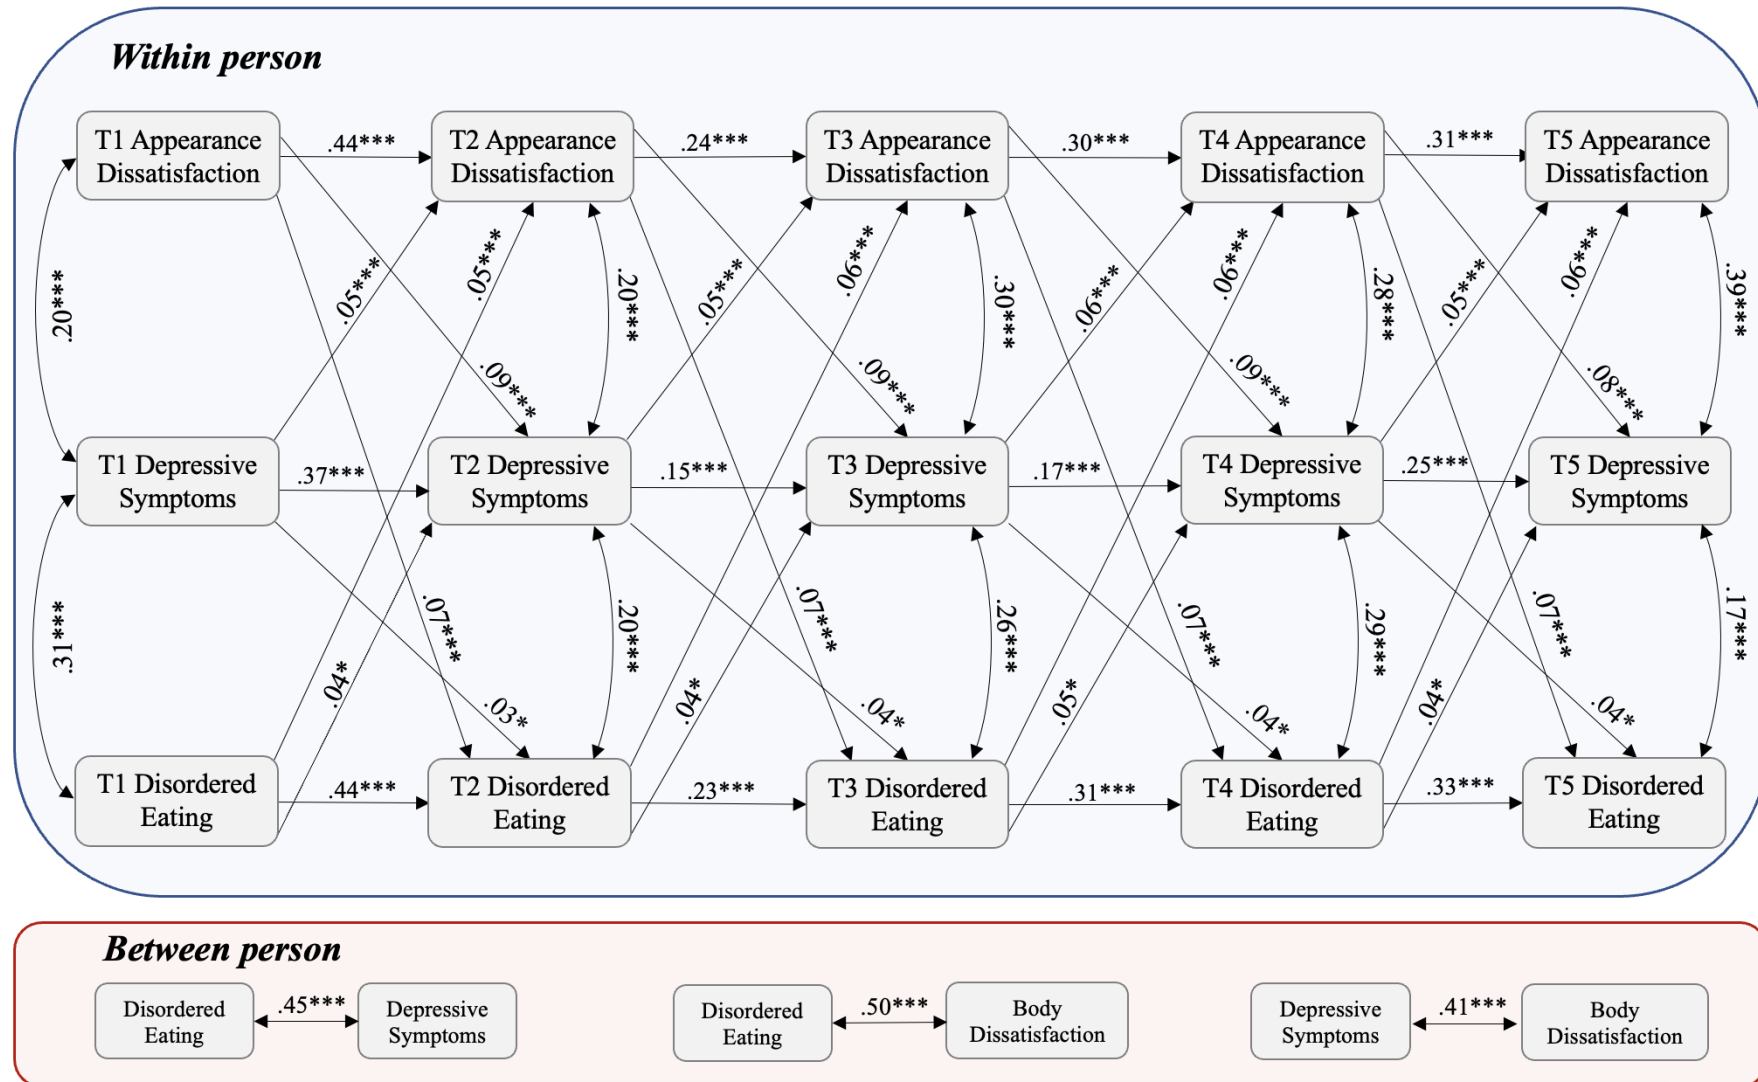 Within person
T1 Appearance
Dissatisfaction
.44***
T2 Appearance
Dissatisfaction
.24***
T3 Appearance
Dissatisfaction
.30***
T4 Appearance
Dissatisfaction
.31***
T5 Appearance
Dissatisfaction
.20***
.05***
.05***
.09***
.20***
.05***
.06***
.09***
.30***
.06***
.06***
.09***
.28***
.05***
.06***
.08***
.39***
T1 Depressive
Symptoms
.37***
T2 Depressive
Symptoms
.15***
T3 Depressive
Symptoms
.17***
T4 Depressive
Symptoms
.25***
T5 Depressive
Symptoms
.31***
.04*
.07***
.03*
.20***
.04*
.07***
.04*
.26***
.05*
.07***
.04*
.29***
.04*
.07***
.04*
.17***
T1 Disordered
Eating
.44***
T2 Disordered
Eating
.23***
T3 Disordered
Eating
.31***
T4 Disordered
Eating
.33***
T5 Disordered
Eating
Between person
Disordered
Eating
.45***
Depressive
Symptoms
Disordered
Eating
.50***
Body
Dissatisfaction
Depressive
Symptoms
.41***
Body
Dissatisfaction